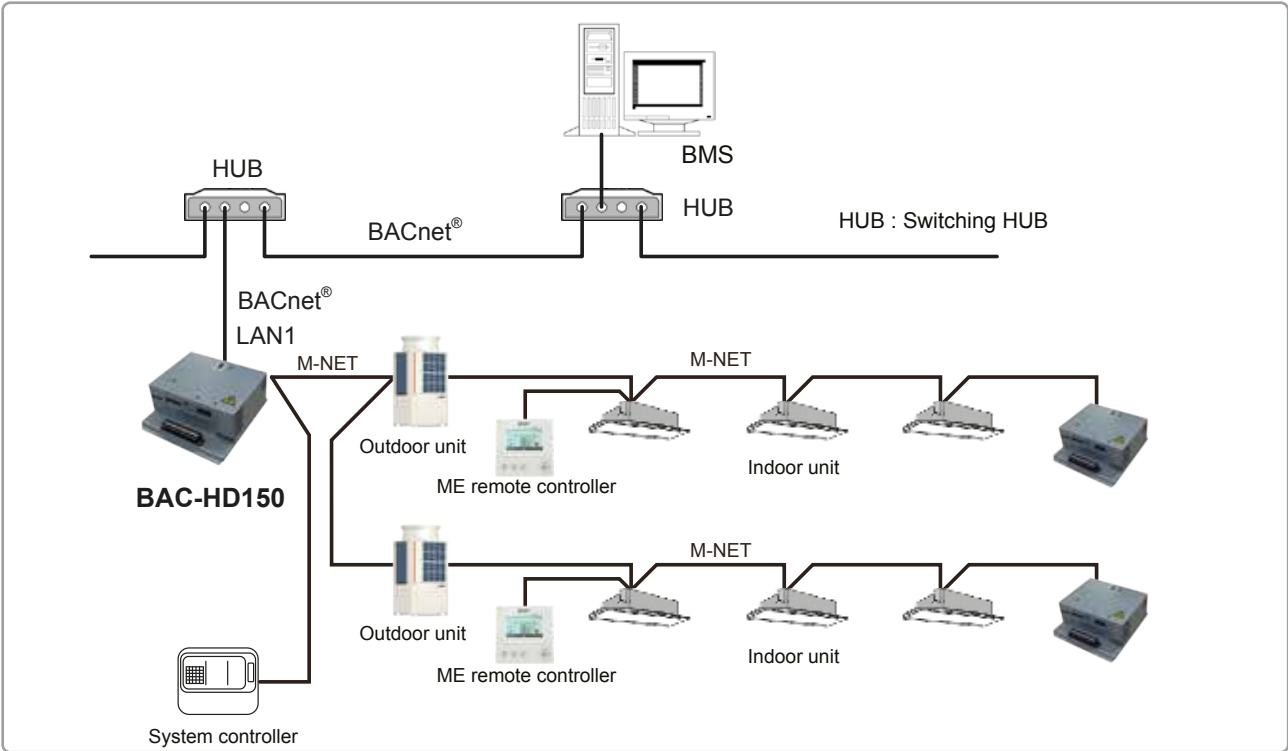 BMS
HUB
HUB
BACnet®
HUB : Switching HUB
BACnet®
LAN1
M-NET
M-NET
Outdoor unit
ME remote controller
Indoor unit
BAC-HD150
M-NET
Outdoor unit
ME remote controller
Indoor unit
System controller